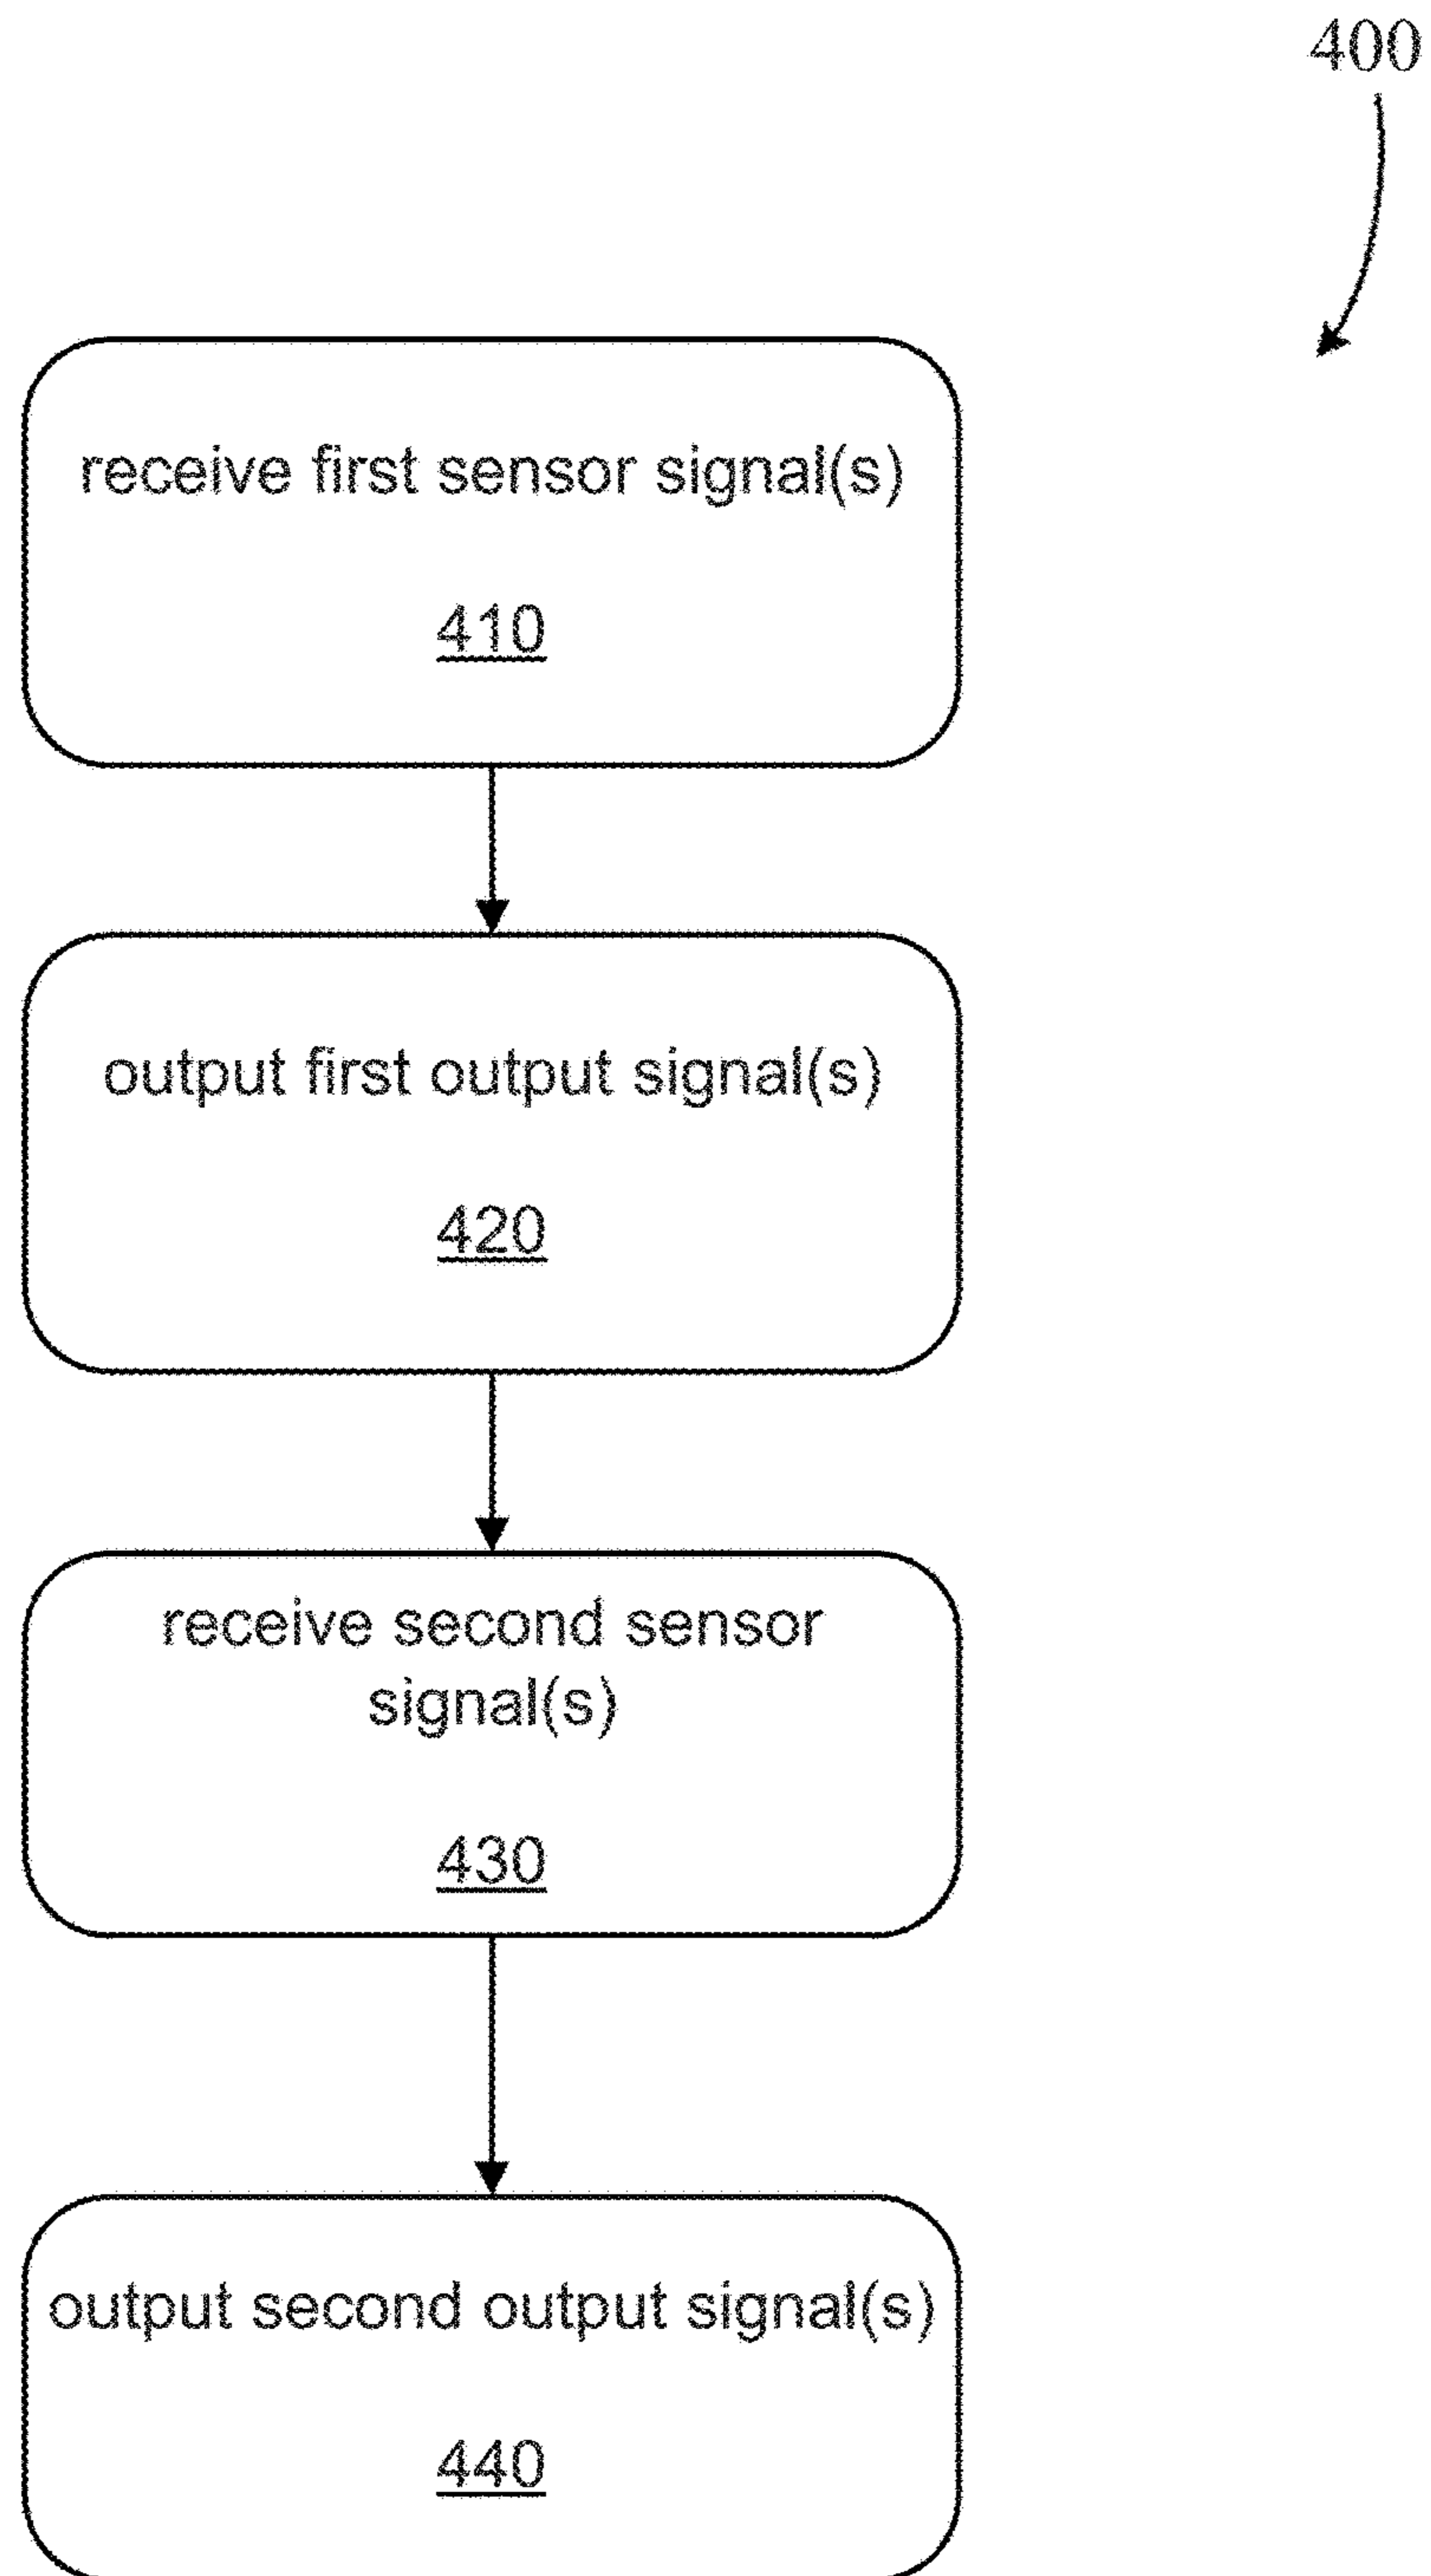 400
receive first sensor signal(s)
410
output first output signal(s)
420
receive second sensor
signal(s)
430
output second output signal(s)
440